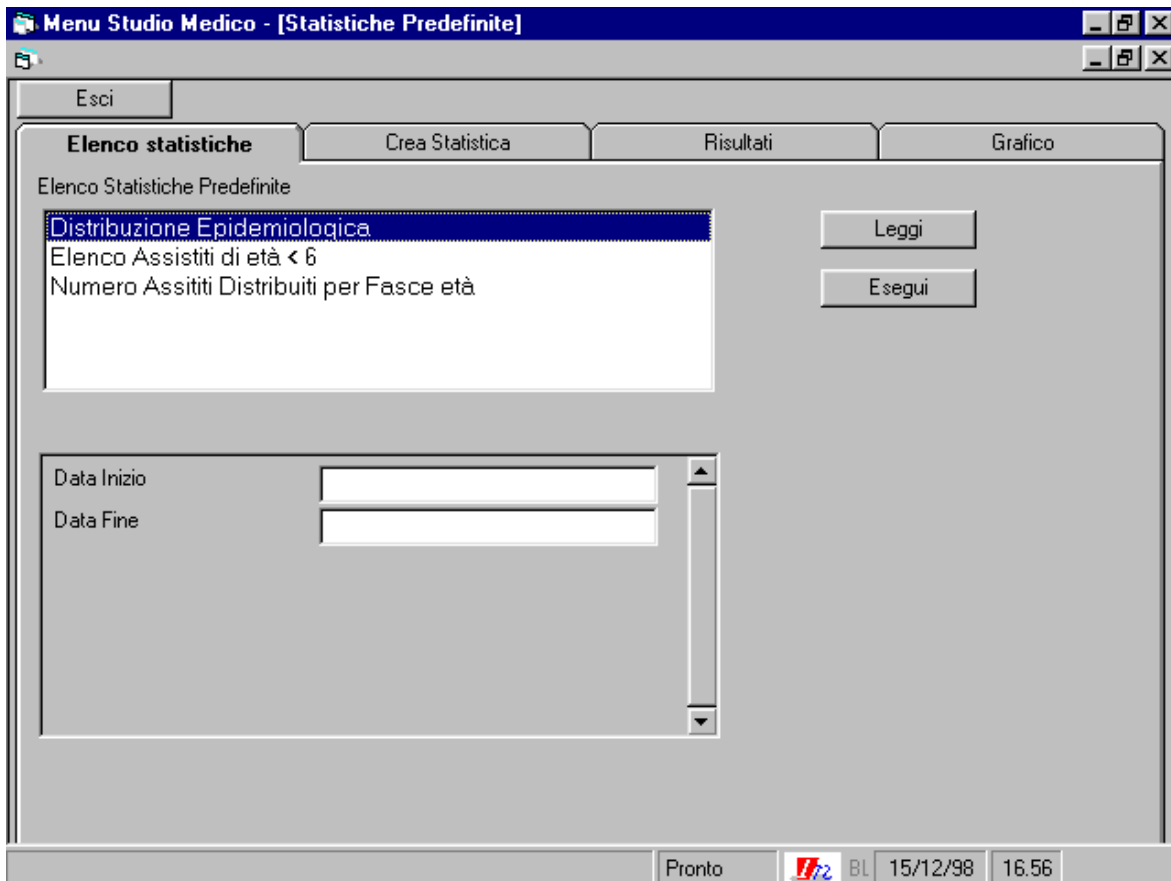 Menu Studio Medico - [Statistiche Predefinite]
Esci
Elenco statistiche Crea Statistica Risultati Grafico
Elenco Statistiche Predefinite
Distribuzione Epidemiologica
Elenco Assistiti di età < 6
Numero Assititi Distribuiti per Fasce età
Leggi
Esegui
Data Inizio
Data Fine
Pronto BL 15/12/98 16.56